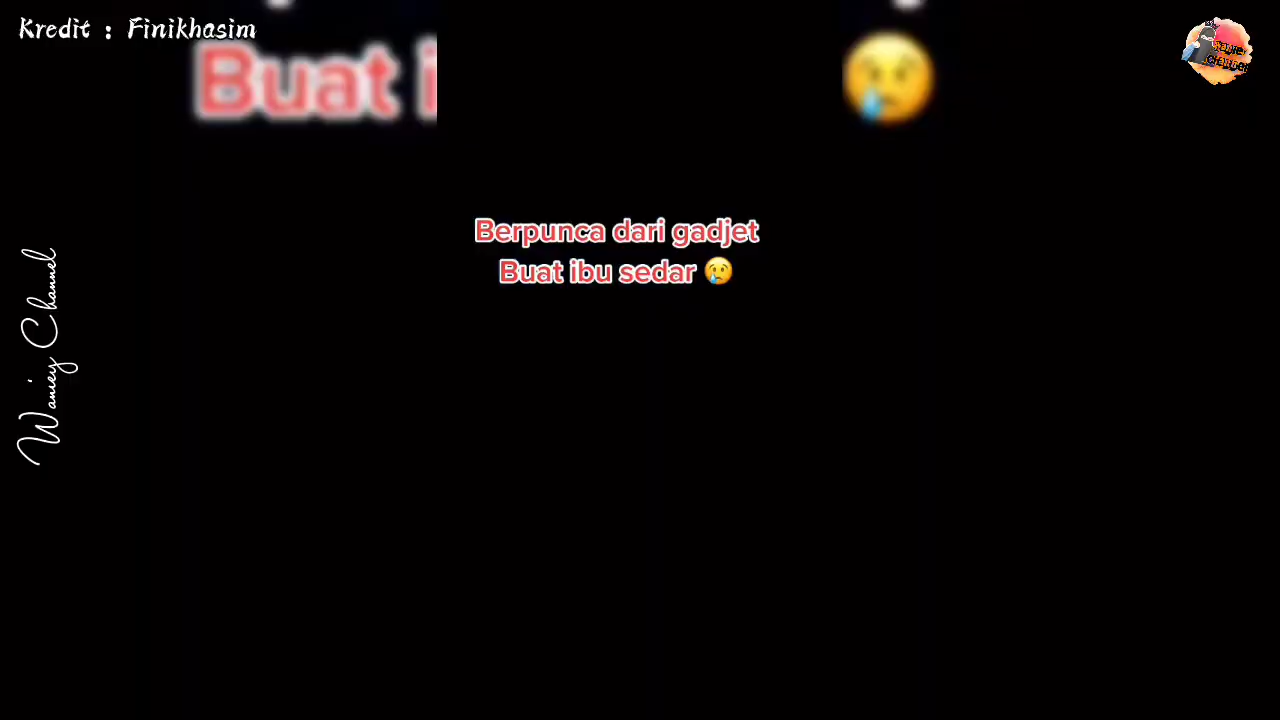 Kredit : Finikhasim
Buat i
Berpunca dari gadjet
Buat ibu sedar 😢
Waniey Channel